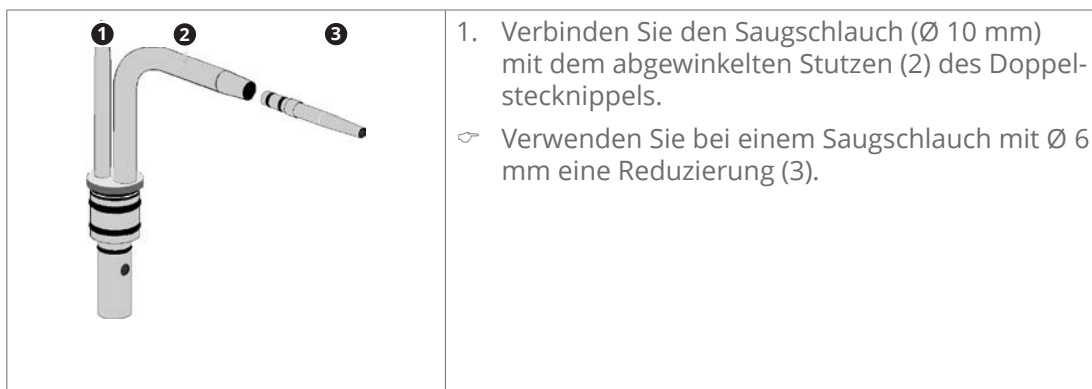 1 2 3
1. Verbinden Sie den Saugschlauch (Ø 10 mm)
mit dem abgewinkelten Stutzen (2) des Doppel-
stecknippels.
☞ Verwenden Sie bei einem Saugschlauch mit Ø 6
mm eine Reduzierung (3).